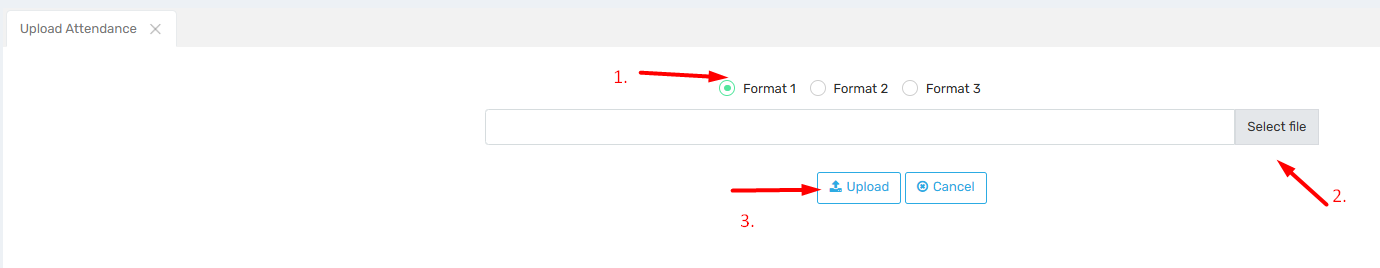 Upload Attendance
1.
Format 1 Format 2 Format 3
Select file
Upload Cancel
2.
3.